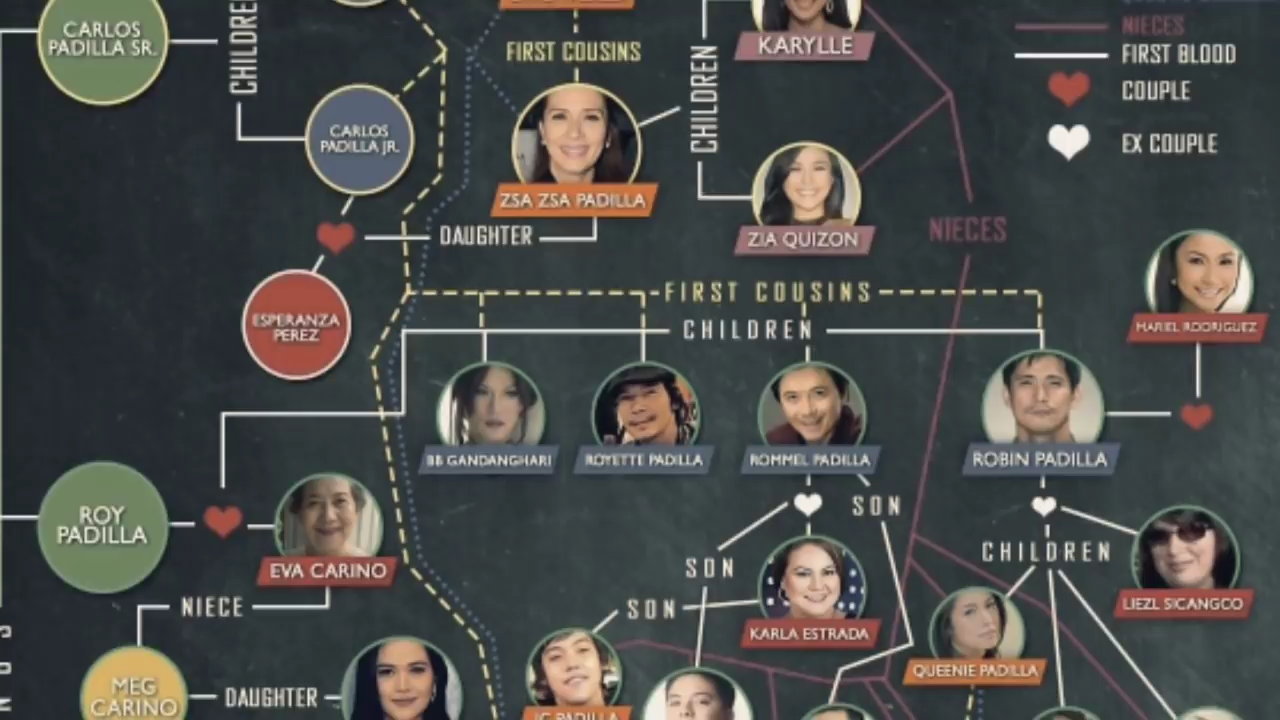 CARLOS
PADILLA SR.
CHILDREN
CARLOS
PADILLA JR.
FIRST COUSINS
ZSA ZSA PADILLA
DAUGHTER
CHILDREN
KARYLLE
ZIA QUIZON
NIECES
FIRST BLOOD
COUPLE
EX COUPLE
NIECES
ESPERANZA
PEREZ
FIRST COUSINS
CHILDREN
MARIEL RODRIGUEZ
BB GANDANGHARI
ROYETTE PADILLA
ROMMEL PADILLA
ROBIN PADILLA
ROY
PADILLA
EVA CARINO
NIECE
SON
SON
SON
CHILDREN
LIEZL SICANGCO
KARLA ESTRADA
QUEENIE PADILLA
MEG
CARINO
DAUGHTER
JC PADILLA